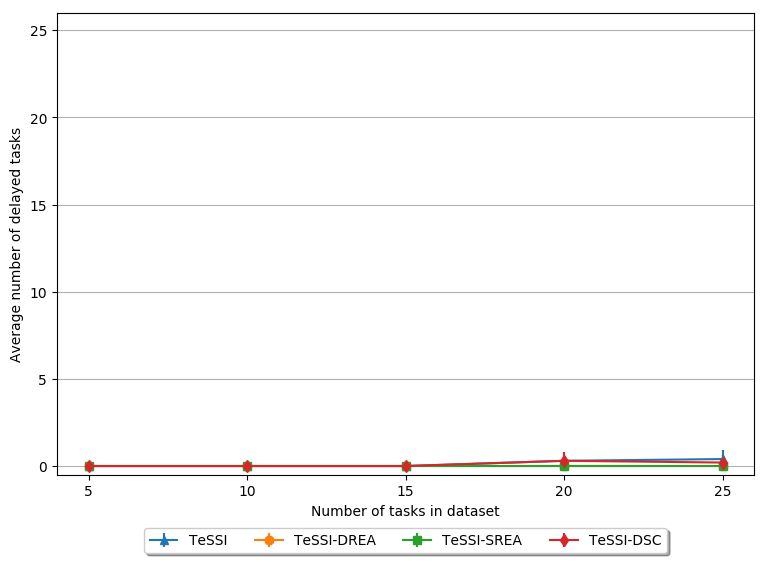 25
20
15
10
5
0
Average number of delayed tasks
5 10 15 20 25
Number of tasks in dataset
TeSSI TeSSI-DREA TeSSI-SREA TeSSI-DSC